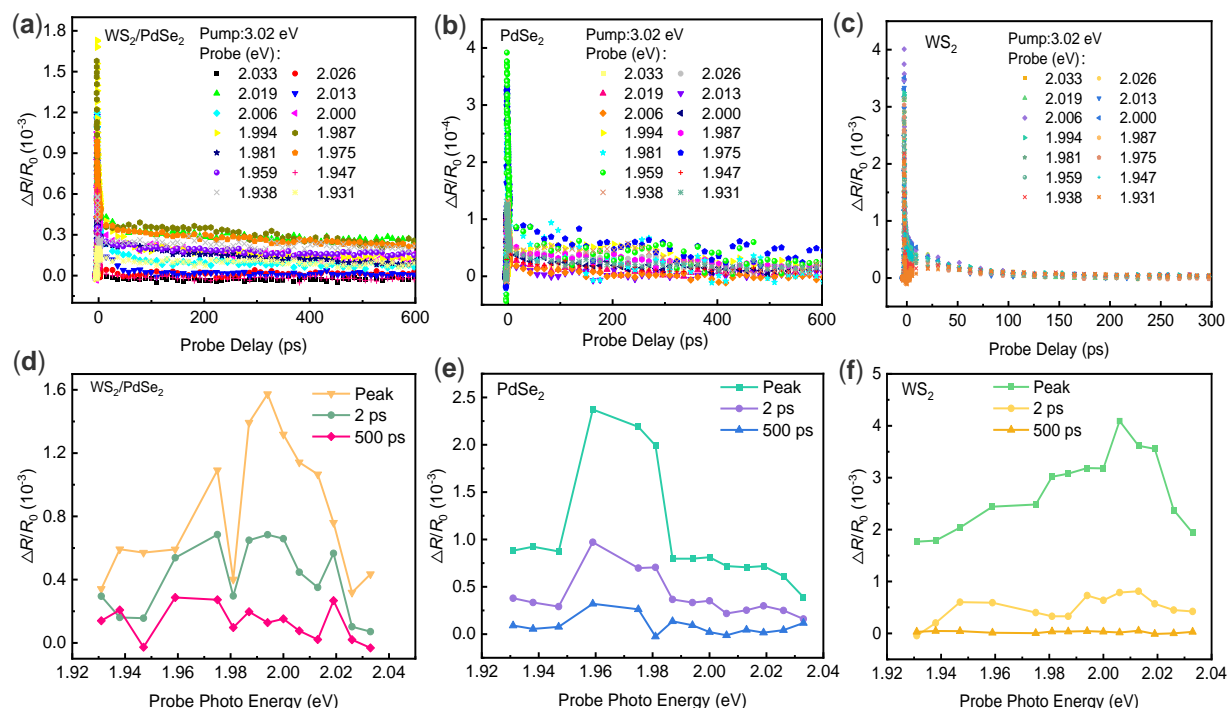 (a)
WS2/PdSe2
Pump:3.02 eV
Probe (eV) :
2.033 2.026
2.019 2.013
2.006 2.000
1.994 1.987
1.981 1.975
1.959 1.947
1.938 1.931
△R/R0 (10-3)
1.8
1.5
1.2
0.9
0.6
0.3
0.0
0 200 400 600
Probe Delay (ps)
(b)
PdSe2
Pump:3.02 eV
Probe (eV) :
2.033 2.026
2.019 2.013
2.006 2.000
1.994 1.987
1.981 1.975
1.959 1.947
1.938 1.931
△R/R0 (10-4)
4
3
2
1
0
0 200 400 600
Probe Delay (ps)
(c)
WS2
Pump:3.02 eV
Probe (eV) :
2.033 2.026
2.019 2.013
2.006 2.000
1.994 1.987
1.981 1.975
1.959 1.947
1.938 1.931
△R/R0 (10-3)
4
3
2
1
0
0 50 100 150 200 250 300
Probe Delay (ps)
(d)
WS2/PdSe2
Peak
2 ps
500 ps
△R/R0 (10-3)
1.6
1.2
0.8
0.4
0.0
1.92 1.94 1.96 1.98 2.00 2.02 2.04
Probe Photo Energy (eV)
(e)
PdSe2
Peak
2 ps
500 ps
△R/R0 (10-3)
2.5
2.0
1.5
1.0
0.5
0.0
1.92 1.94 1.96 1.98 2.00 2.02 2.04
Probe Photo Energy (eV)
(f)
WS2
Peak
2 ps
500 ps
△R/R0 (10-3)
5
4
3
2
1
0
1.92 1.94 1.96 1.98 2.00 2.02 2.04
Probe Photo Energy (eV)